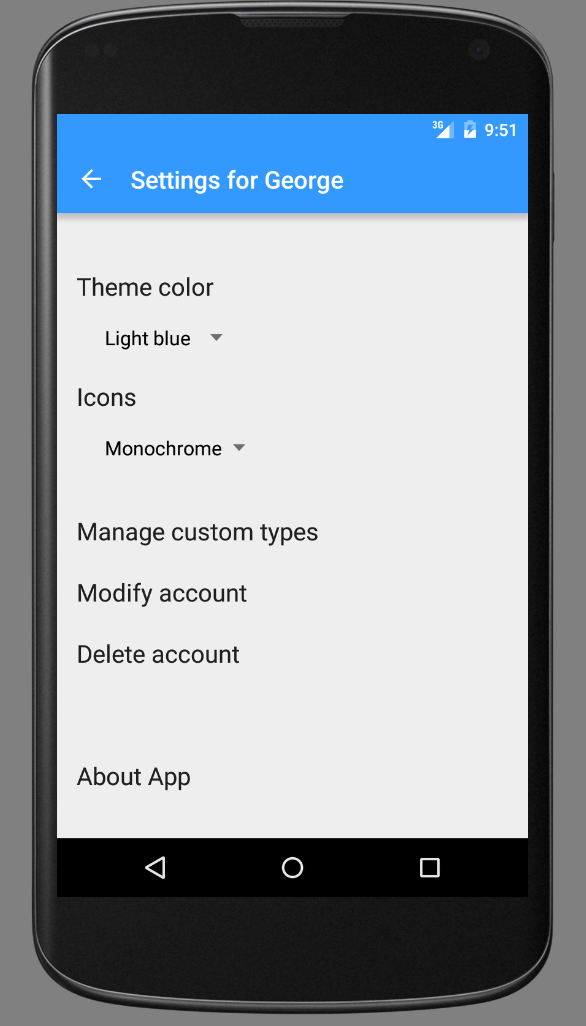 3G 9:51
Settings for George
Theme color
Light blue
Icons
Monochrome
Manage custom types
Modify account
Delete account
About App